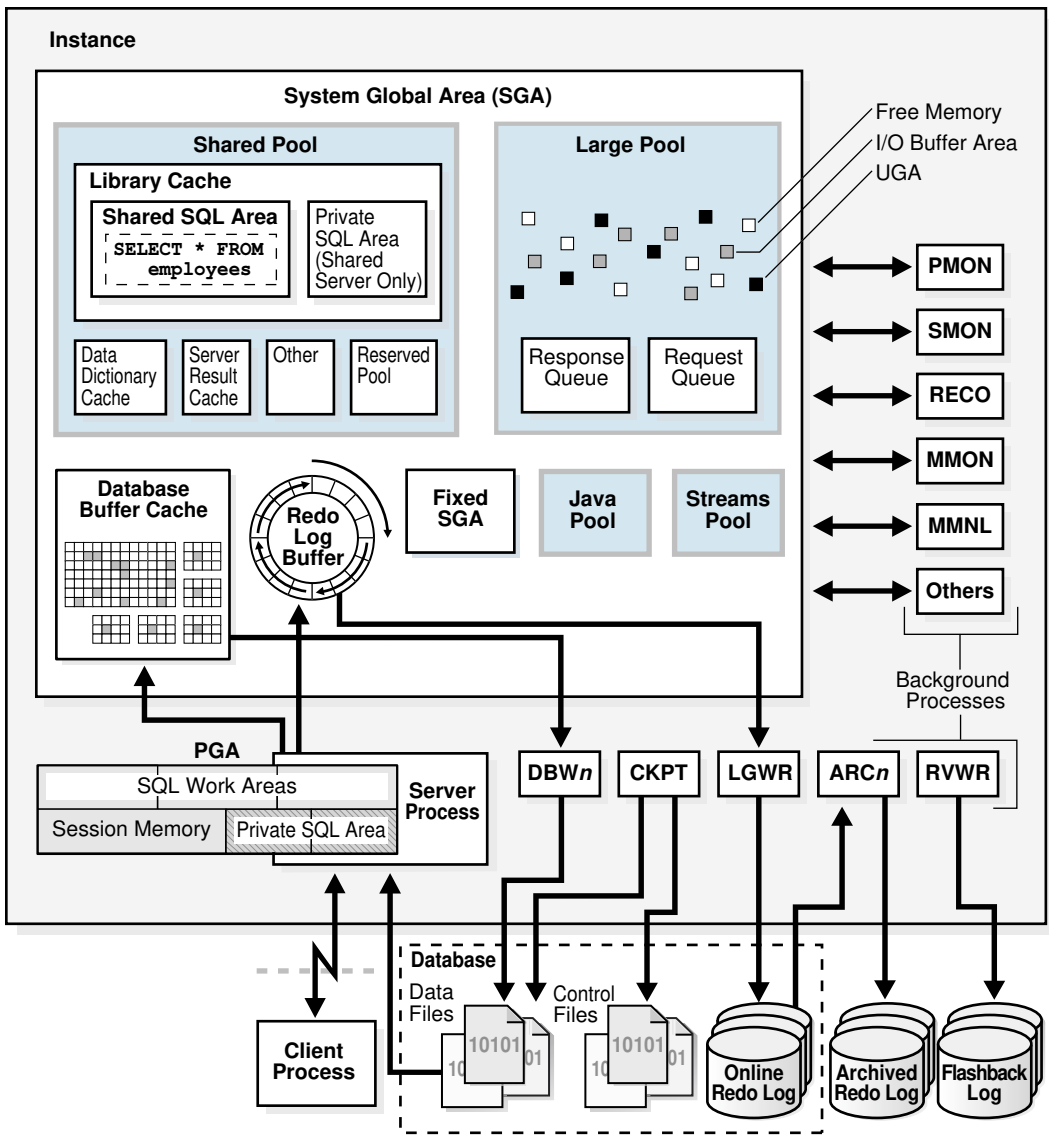 Instance
System Global Area (SGA)
Shared Pool
Library Cache
Shared SQL Area
SELECT * FROM
employees
Private
SQL Area
(Shared
Server Only)
Data
Dictionary
Cache
Server
Result
Cache
Other
Reserved
Pool
Large Pool
Response
Queue
Request
Queue
Free Memory
I/O Buffer Area
UGA
Database
Buffer Cache
Redo
Log
Buffer
Fixed
SGA
Java
Pool
Streams
Pool
PMON
SMON
RECO
MMON
MMNL
Others
Background
Processes
PGA
SQL Work Areas
Session Memory
Private SQL Area
Server
Process
DBWn
CKPT
LGWR
ARCn
RVWR
Client
Process
Database
Data
Files
10101
10
01
Control
Files
10101
10
01
Online
Redo Log
Archived
Redo Log
Flashback
Log